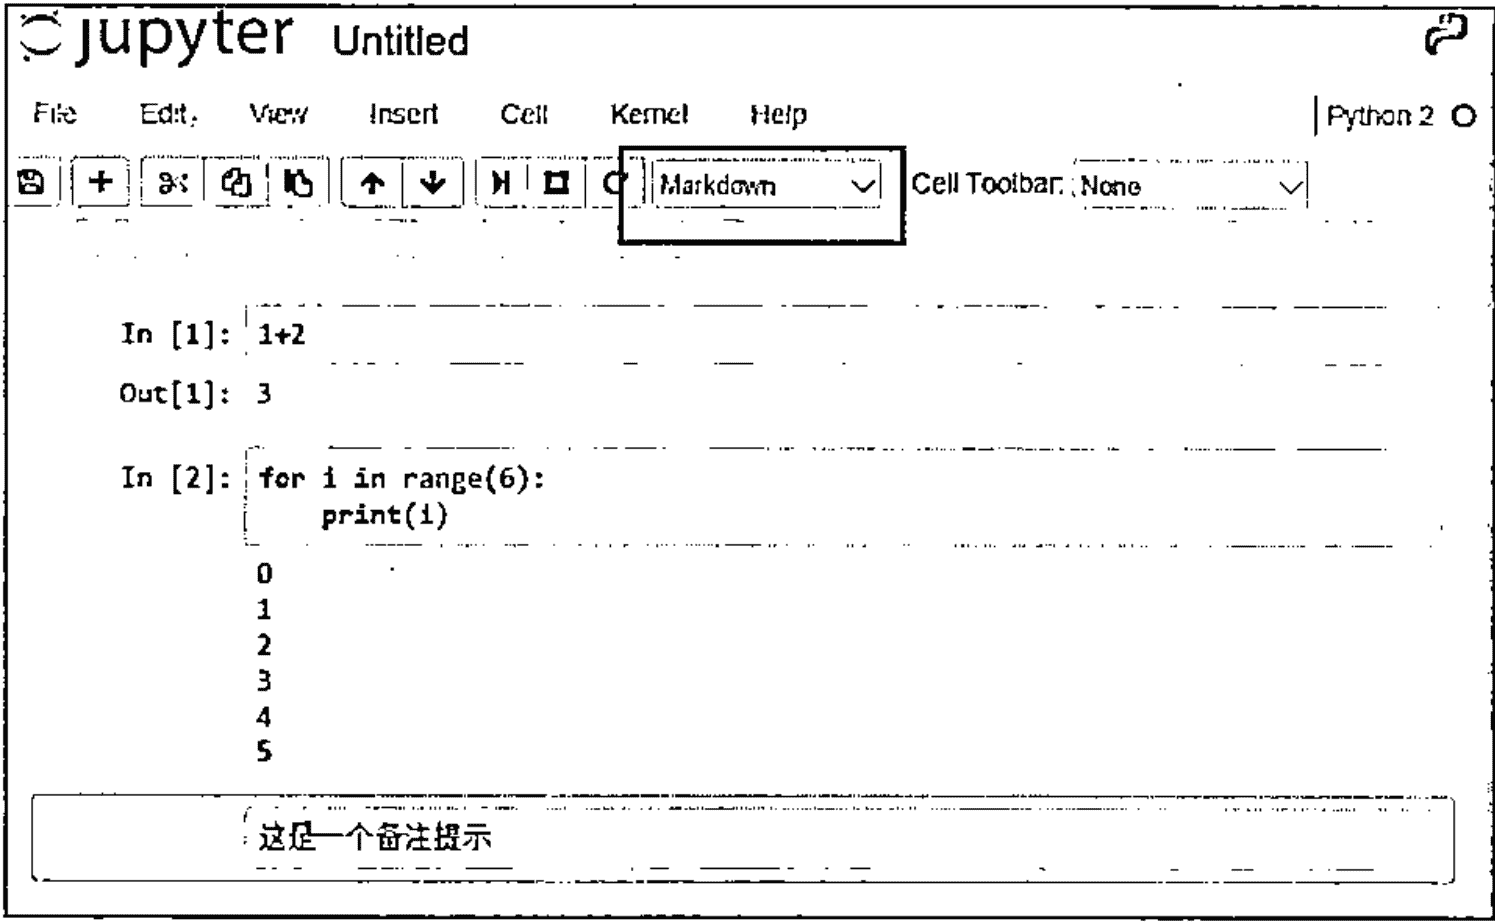 jupyter Untitled
File Edit View Insert Cell Kernel Help Python 2
Markdown Cell Toolbar: None
In [1]: 1+2
Out[1]: 3
In [2]: for i in range(6):
print(i)
0
1
2
3
4
5
这是一个备注提示